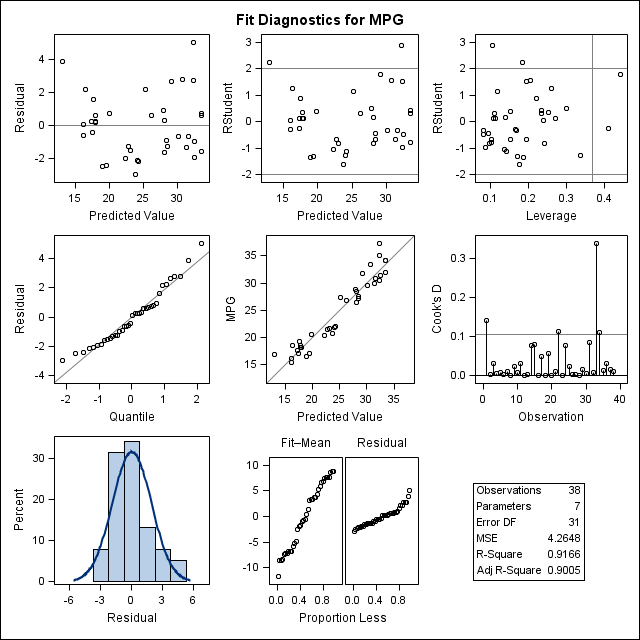 Fit Diagnostics for MPG
Residual
4
2
0
-2
15 20 25 30
Predicted Value
RStudent
3
2
1
0
-1
-2
15 20 25 30
Predicted Value
RStudent
3
2
1
0
-1
-2
0.1 0.2 0.3 0.4
Leverage
Residual
4
2
0
-2
-4
-2 -1 0 1 2
Quantile
MPG
35
30
25
20
15
15 20 25 30 35
Predicted Value
Cook's D
0.3
0.2
0.1
0.0
0 10 20 30 40
Observation
Percent
30
20
10
0
-6 -3 0 3 6
Residual
Fit–Mean Residual
10
5
0
-5
-10
0.0 0.4 0.8 0.0 0.4 0.8
Proportion Less
Observations 38
Parameters 7
Error DF 31
MSE 4.2648
R-Square 0.9166
Adj R-Square 0.9005